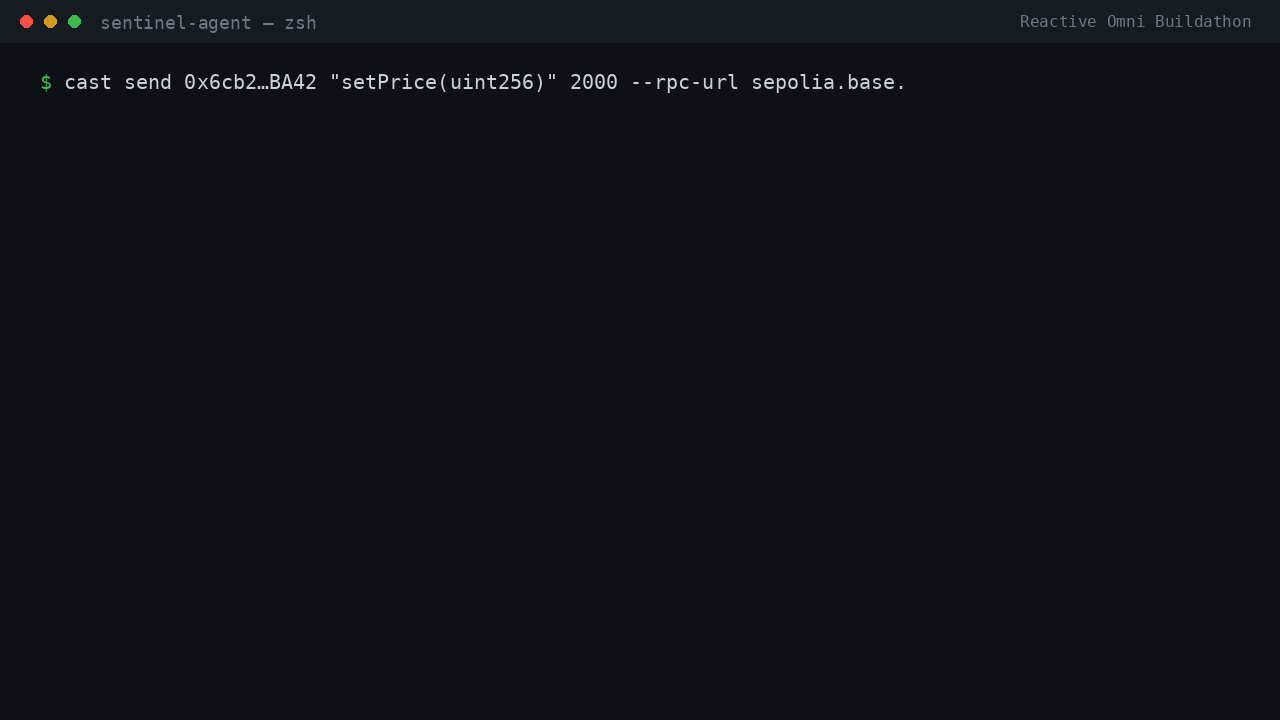 sentinel-agent — zsh
Reactive Omni Buildathon
$ cast send 0x6cb2…BA42 "setPrice(uint256)" 2000 --rpc-url sepolia.base.